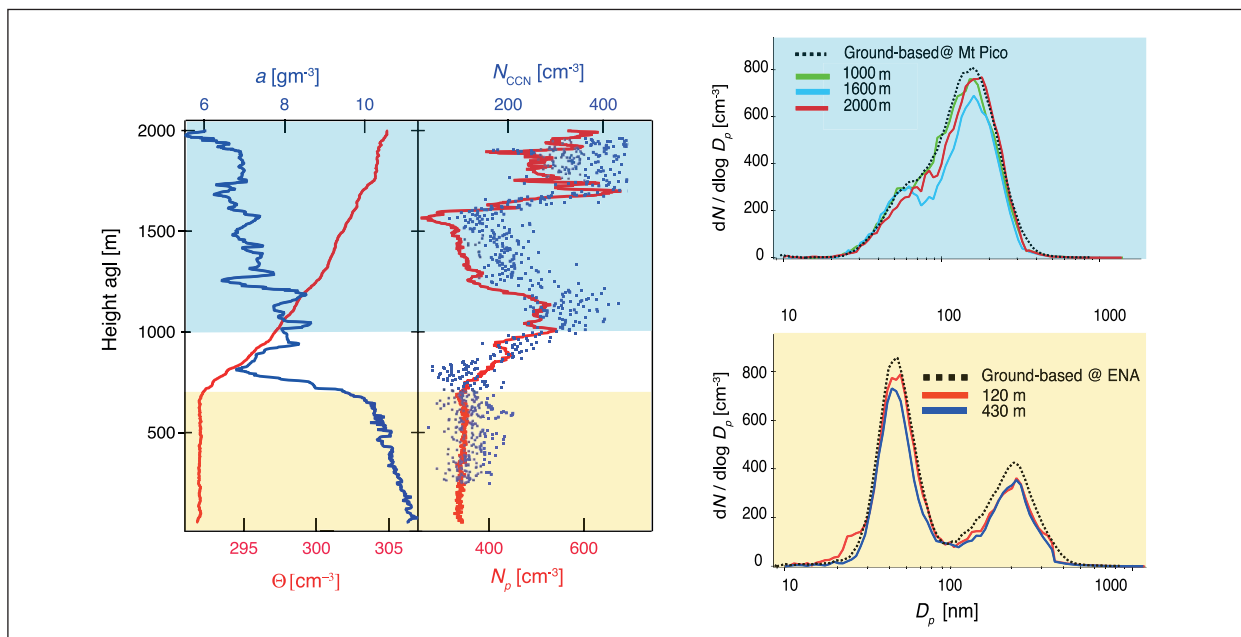 a [gm⁻³]
6 8 10
N_CCN [cm⁻³]
200 400
Height agl [m]
2000
1500
1000
500
295 300 305
Θ [cm⁻³]
400 600
N_p [cm⁻³]
Ground-based@ Mt Pico
1000 m
1600 m
2000 m
dN / dlog D_p [cm⁻³]
800
600
400
200
0
10 100 1000
Ground-based @ ENA
120 m
430 m
dN / dlog D_p [cm⁻³]
800
600
400
200
0
10 100 1000
D_p [nm]